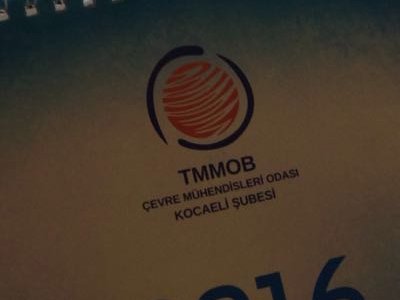 TMMOB
ÇEVRE MÜHENDİSLERİ ODASI
KOCAELİ ŞUBESİ